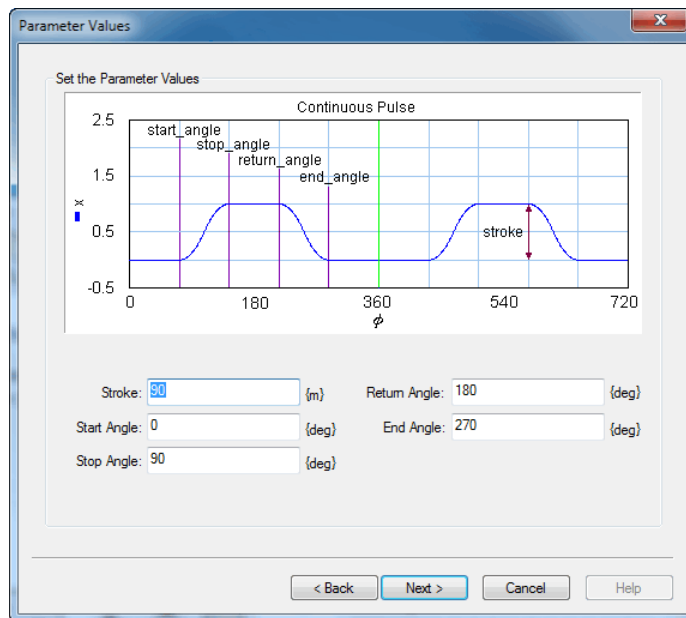 Parameter Values
Set the Parameter Values
Continuous Pulse
2.5
start_angle
stop_angle
return_angle
1.5
end_angle
x
0.5
stroke
-0.5
0 180 360 540 720
ϕ
Stroke: 90 {m} Return Angle: 180 {deg}
Start Angle: 0 {deg} End Angle: 270 {deg}
Stop Angle: 90 {deg}
< Back Next > Cancel Help